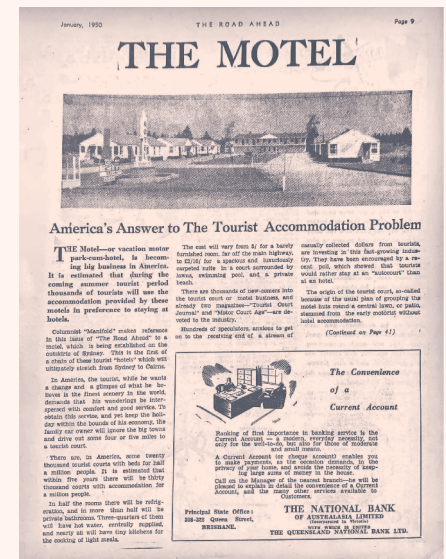 January, 1950
THE ROAD AHEAD
Page 9
THE MOTEL
America's Answer to The Tourist Accommodation Problem
THE Motel—or vacation motor
park-cum-hotel, is becom-
ing big business in America.
It is estimated that during the
coming summer tourist period
thousands of tourists will use the
accommodation provided by these
motels in preference to staying at
hotels.
Columnist "Manifold" makes reference
in this issue of "The Road Ahead" to a
motel, which is being established on the
outskirts of Sydney. This is the first of
a chain of these tourist "hotels" which will
ultimately stretch from Sydney to Cairns.
In America, the tourist, while he wants
a change and a glimpse of what he be-
lieves is the finest scenery in the world,
demands that his wanderings be inter-
spersed with comfort and good service. To
obtain this service, and yet keep the holi-
day within the bounds of his economy, the
family car owner will ignore the big towns
and drive out some four or five miles to
a tourist court.
There are, in America, some twenty
thousand tourist courts with beds for half
a million people. It is estimated that
within five years there will be thirty
thousand courts with accommodation for
a million people.
In half the rooms there will be refrig-
eration, and in more than half will be
private bathrooms. Three-quarters of them
will have hot water, centrally supplied,
and nearly all will have tiny kitchens for
the cooking of light meals.
The cost will vary from 8/ for a barely
furnished room, far off the main highway,
to £2/10/ for a spacious and luxuriously
carpeted suite in a court surrounded by
lawns, swimming pool, and a private
beach.
There are thousands of new-comers into
the tourist court or motel business, and
already two magazines—"Tourist Court
Journal" and "Motor Court Age"—are de-
voted to the industry.
Hundreds of speculators, anxious to get
on to the receiving end of a stream of
casually collected dollars from tourists,
are investing in this fast-growing indus-
try. They have been encouraged by a re-
cent poll, which showed that tourists
would rather stay at an "autocourt" than
at an hotel.
The origin of the tourist court, so-called
because of the usual plan of grouping the
motel huts round a central lawn, or patio,
stemmed from the early motorist without
hotel accommodation.
(Continued on Page 41)
The Convenience
of a
Current Account
Ranking of first importance in banking service is the
Current Account — a modern, everyday necessity, not
only for the well-to-do, but also for those of moderate
and small means.
A Current Account (or cheque account) enables you
to make payments, as the occasion demands, in the
privacy of your home, and avoids the necessity of keep-
ing large sums of money in the house.
Call on the Manager of the nearest branch—he will be
pleased to explain in detail the convenience of a Current
Account, and the many other services available to
Customers.
Principal State Office:
308-322 Queen Street,
BRISBANE.
THE NATIONAL BANK
OF AUSTRALASIA LIMITED
(Incorporated in Victoria)
WITH WHICH IS UNITED
THE QUEENSLAND NATIONAL BANK LTD.